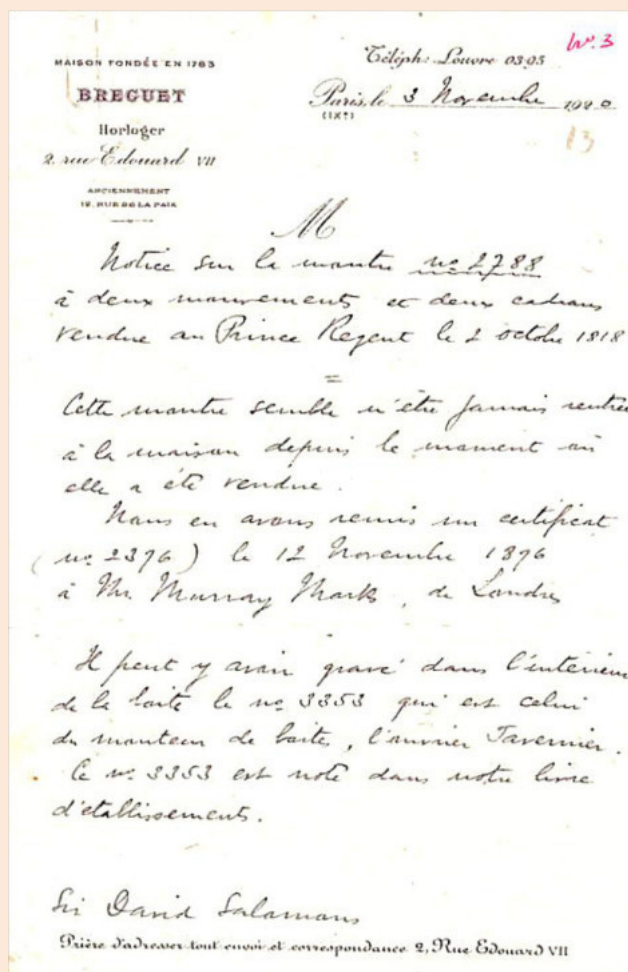 No. 3
MAISON FONDÉE EN 1783
BREGUET
Horloger
2, rue Edouard VII
ANCIENNEMENT
12, RUE DE LA PAIX
Téléph: Louvre 03.95
Paris, le 3 Novembre 1920
(IXe)
13
M
Notice sur la montre no 2788
à deux mouvements et deux cadrans
vendue au Prince Regent le 2 octobre 1818
=
Cette montre semble n'être jamais rentrée
à la maison depuis le moment où
elle a été vendue.
Nous en avons remis un certificat
(no 2376) le 12 Novembre 1896
à Mr. Murray Marks, de Londres
Il peut y avoir gravé dans l'intérieur
de la boite le no 3353 qui est celui
du monteur de boites, l'ouvrier Tavernier.
Ce no. 3353 est noté dans notre livre
d'établissements.
Sir David Salomons
Prière d'adresser tout envoi et correspondance 2, Rue Edouard VII